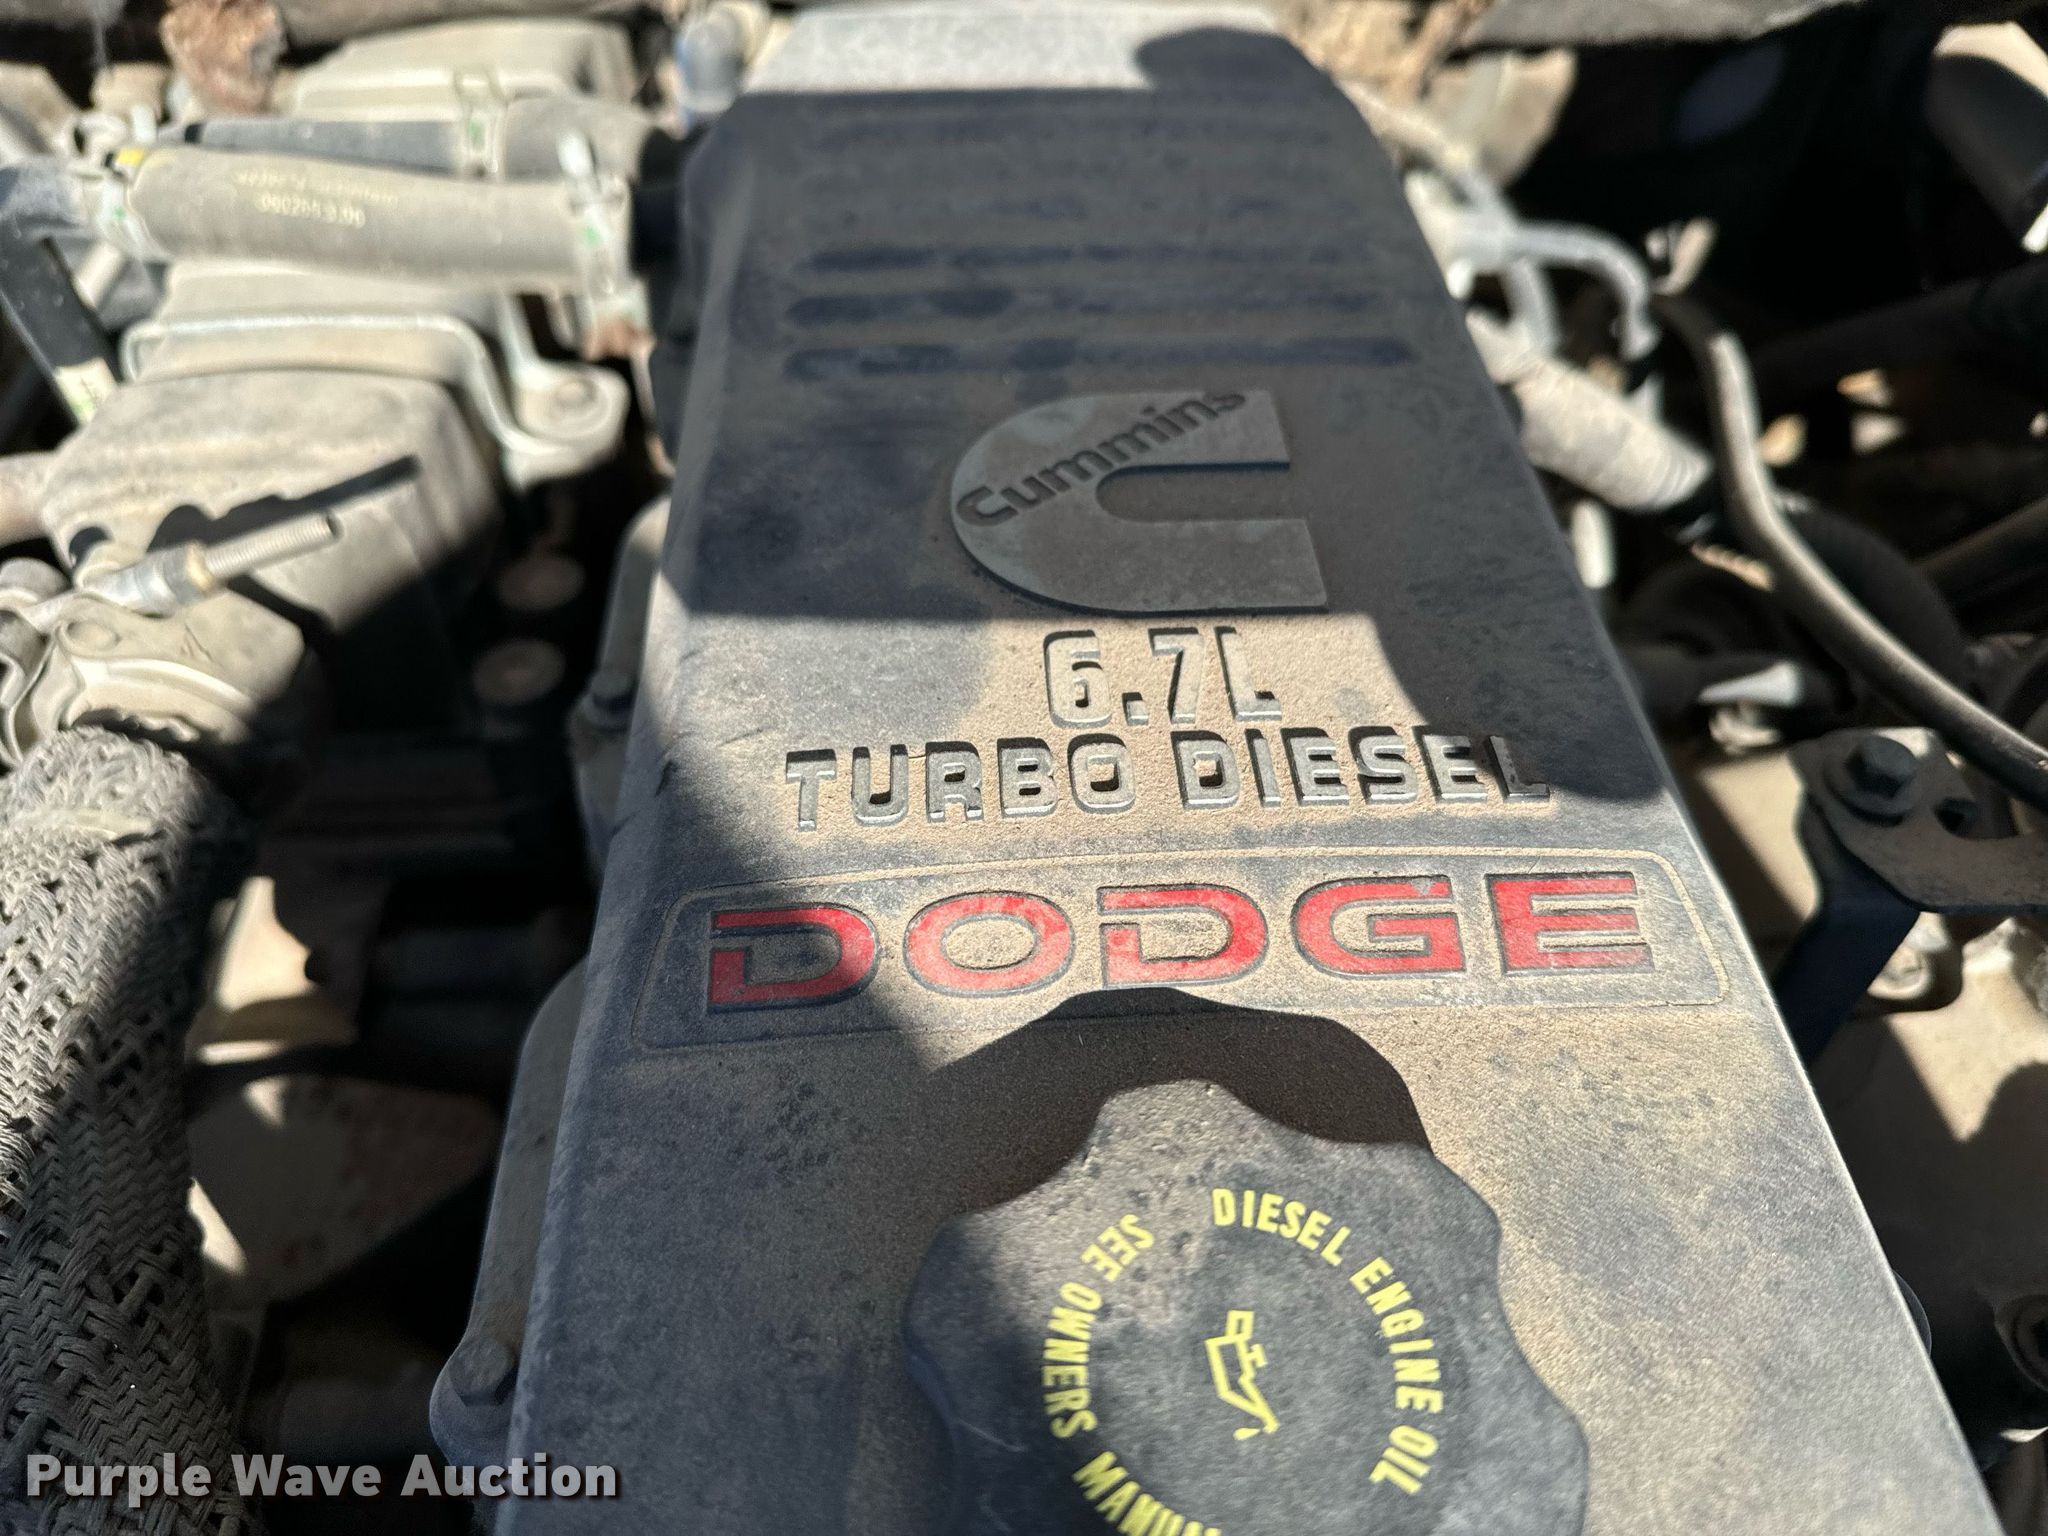 Cummins
6.7L
TURBO DIESEL
DODGE
DIESEL ENGINE OIL
SEE OWNERS MANUAL
Purple Wave Auction